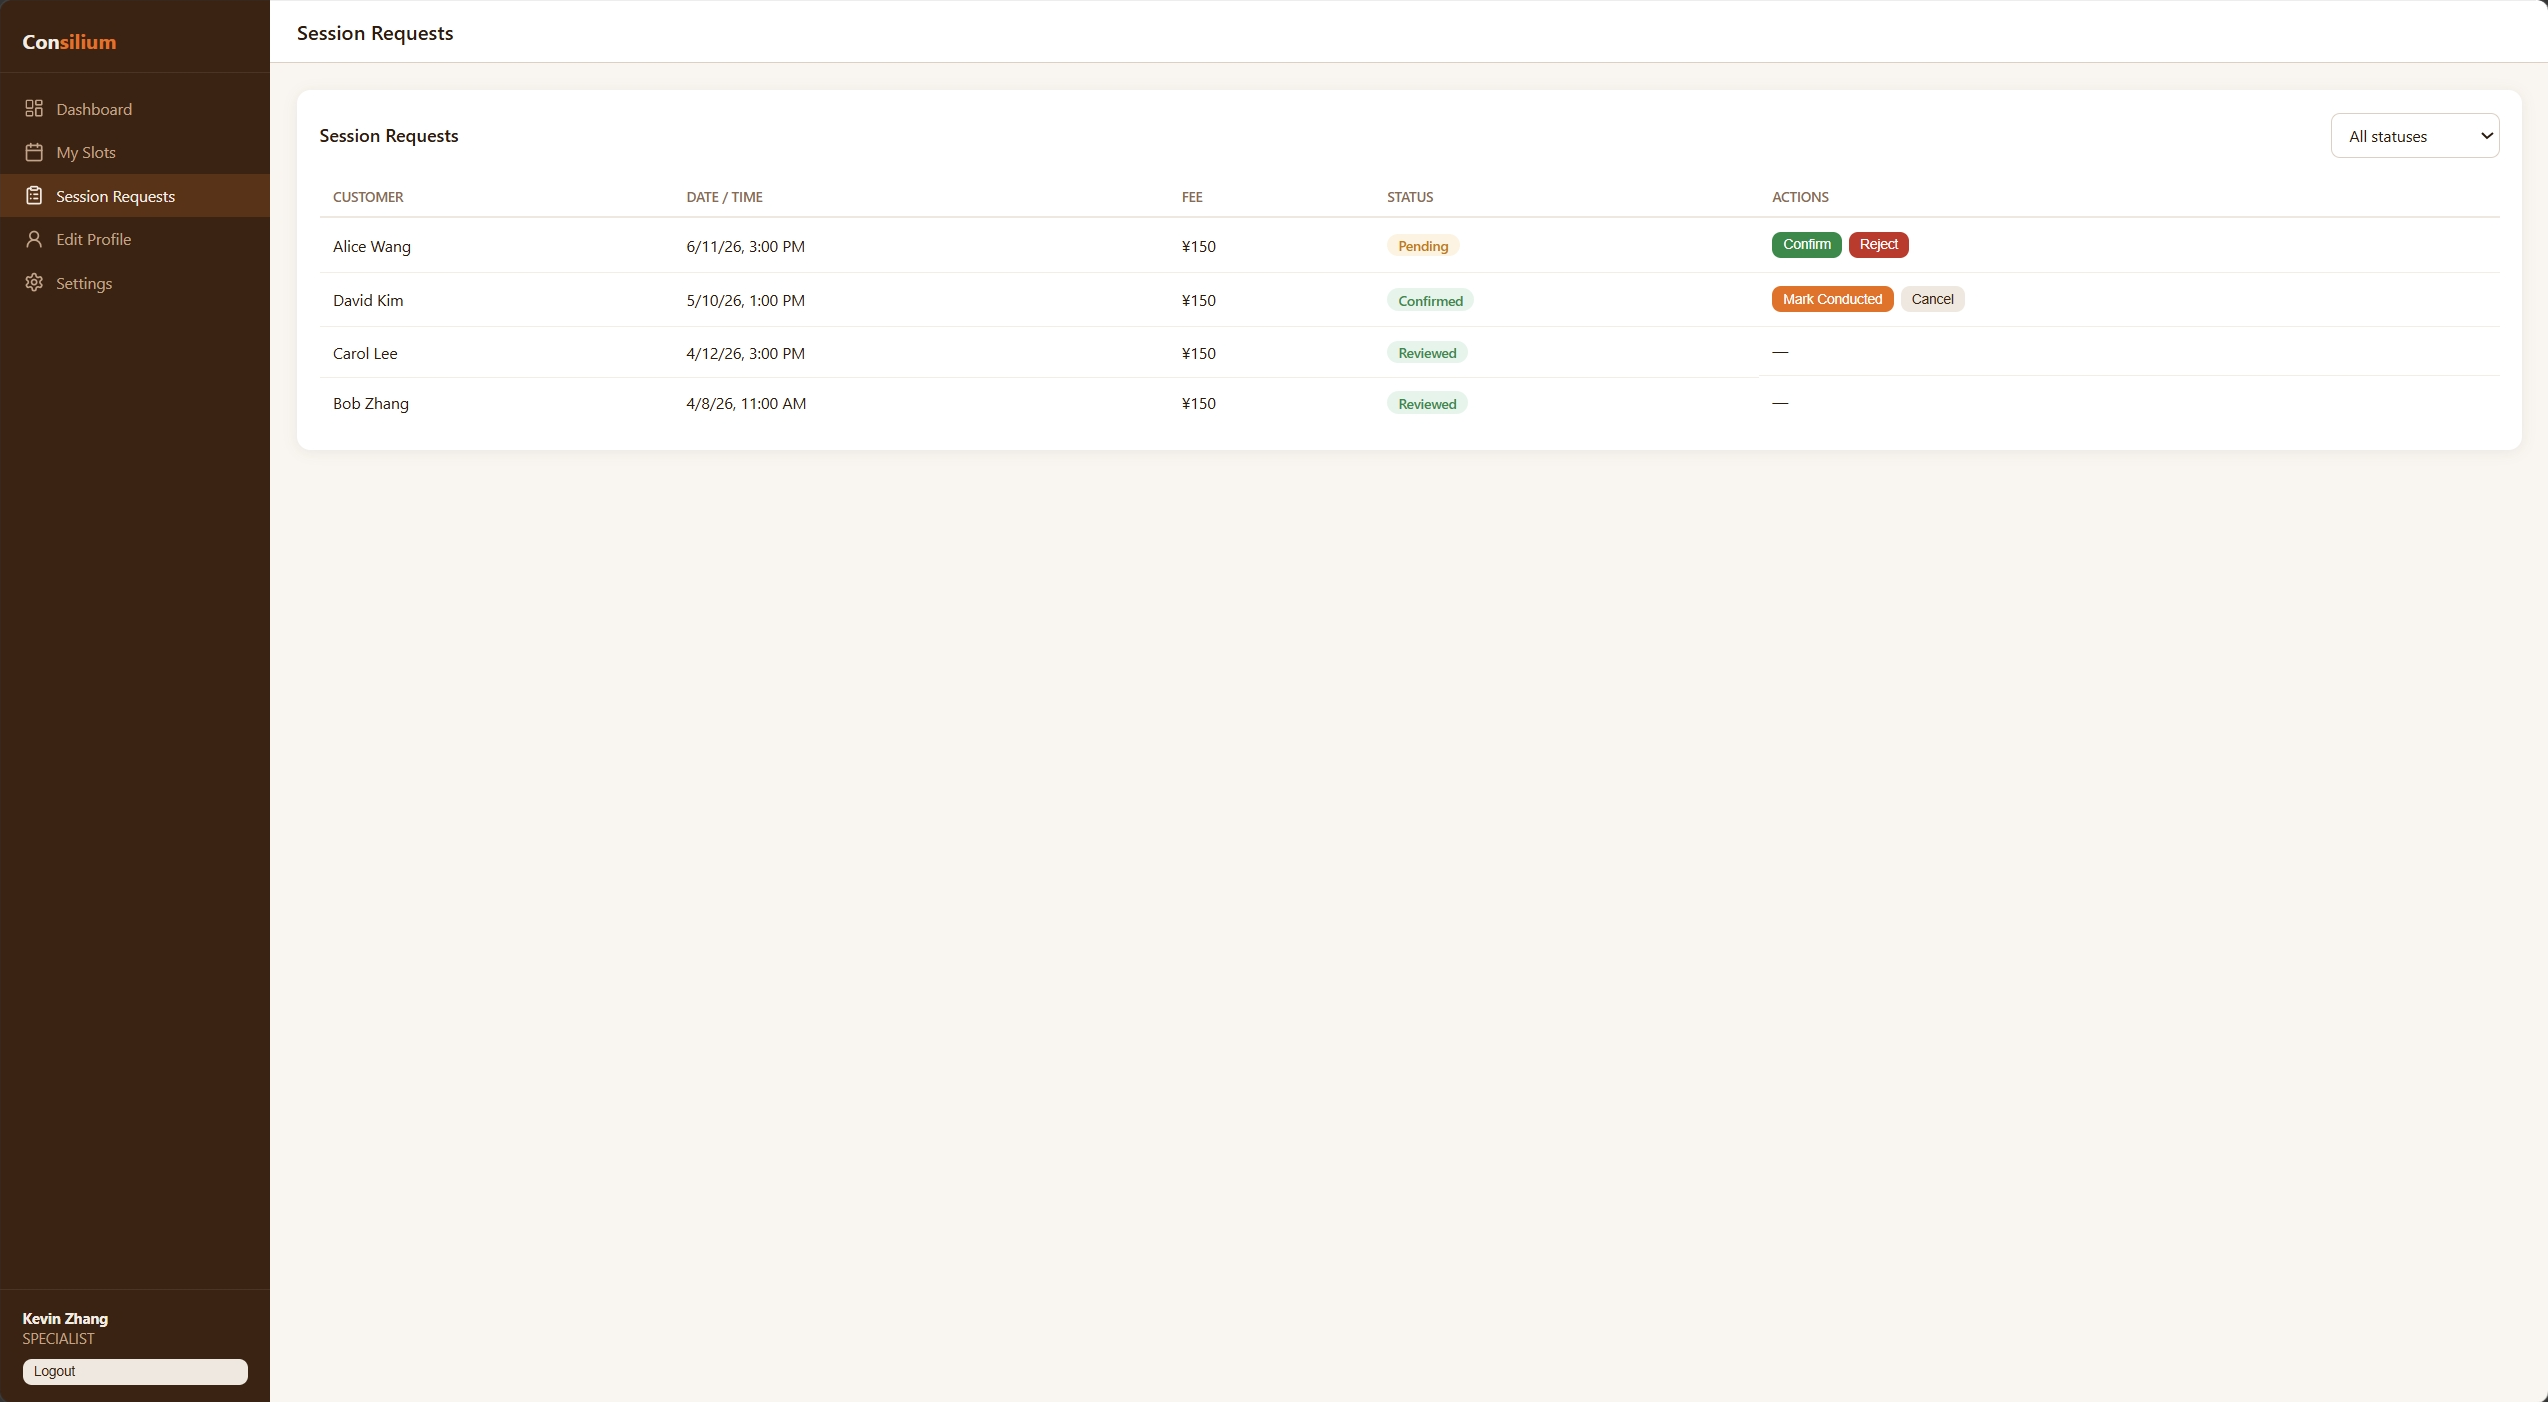 Consilium
Dashboard
My Slots
Session Requests
Edit Profile
Settings
Kevin Zhang
SPECIALIST
Logout
Session Requests
Session Requests
All statuses
CUSTOMER DATE / TIME FEE STATUS ACTIONS
Alice Wang 6/11/26, 3:00 PM ¥150 Pending Confirm Reject
David Kim 5/10/26, 1:00 PM ¥150 Confirmed Mark Conducted Cancel
Carol Lee 4/12/26, 3:00 PM ¥150 Reviewed —
Bob Zhang 4/8/26, 11:00 AM ¥150 Reviewed —